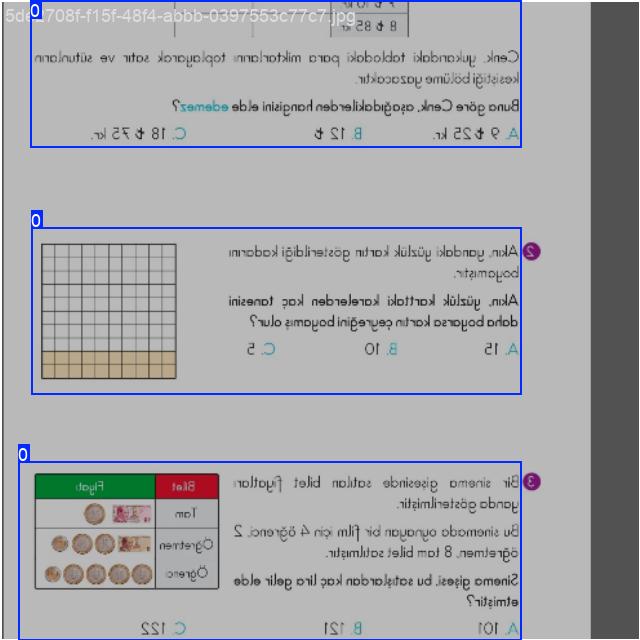 5de2708f-f15f-48f4-abbb-0397553c77c7.jpg
0
8 ₺ 85 kr
Cenk, yukarıdaki tablodaki para miktarlarını toplayarak satır ve sütunların
kesiştiği bölüme yazacaktır.
Buna göre Cenk, aşağıdakilerden hangisini elde edemez?
A. 9 ₺ 25 kr. B. 12 ₺ C. 18 ₺ 75 kr.
0
2 Akın, yandaki yüzlük kartın gösterildiği kadarını
boyamıştır.
Akın, yüzlük karttaki karelerden kaç tanesini
daha boyarsa kartın çeyreğini boyamış olur?
A. 15 B. 10 C. 5
0
3 Bir sinema gişesinde satılan bilet fiyatları
yanda gösterilmiştir.
Bu sinemada oynayan bir film için 4 öğrenci, 2
öğretmen, 8 tam bilet satılmıştır.
Sinema gişesi, bu satışlardan kaç lira gelir elde
etmiştir?
Bilet Fiyatı
Tam
Öğretmen
Öğrenci
A. 101 B. 121 C. 122